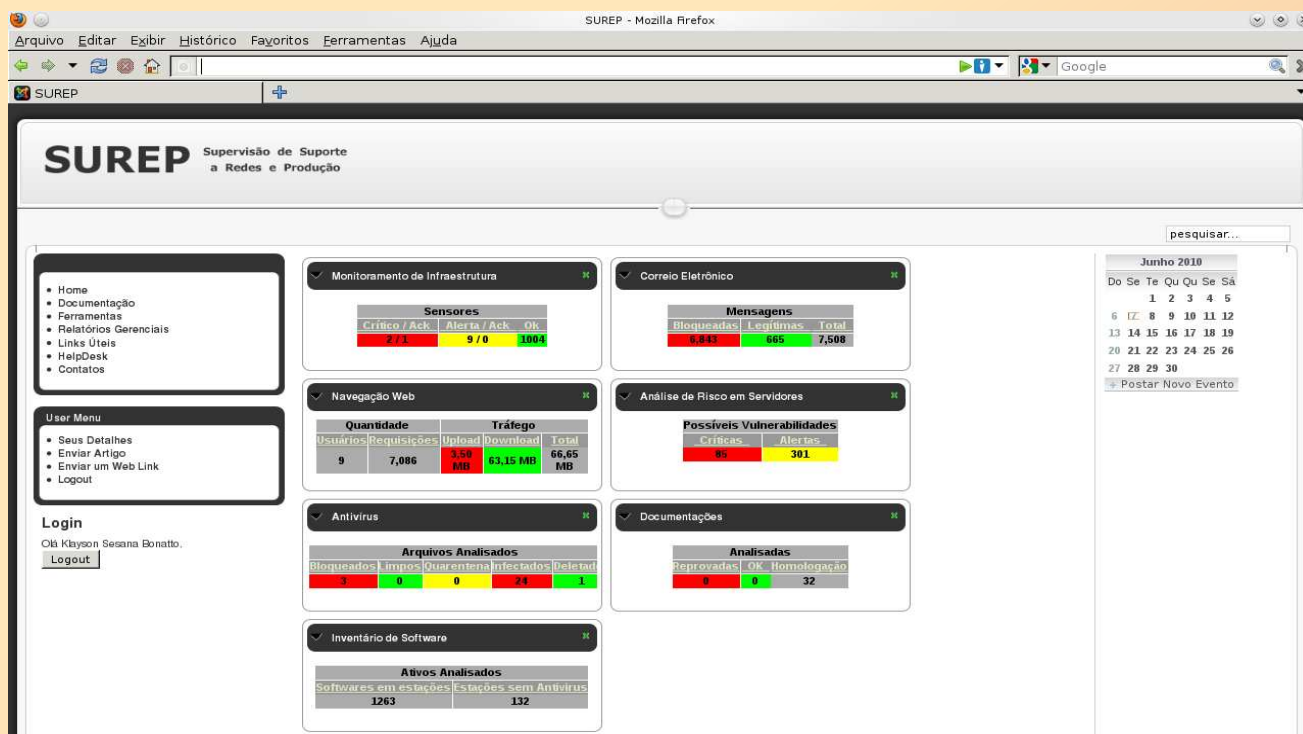 SUREP - Mozilla Firefox
Arquivo Editar Exibir Histórico Favoritos Ferramentas Ajuda
Google
SUREP
SUREP Supervisão de Suporte
a Redes e Produção
pesquisar...
Home
Documentação
Ferramentas
Relatórios Gerenciais
Links Úteis
HelpDesk
Contatos
User Menu
Seus Detalhes
Enviar Artigo
Enviar um Web Link
Logout
Login
Olá Klayson Sesana Bonatto.
Logout
Monitoramento de Infraestrutura
Sensores
Crítico / Ack Alerta / Ack Ok
2 / 1 9 / 0 1004
Correio Eletrônico
Mensagens
Bloqueadas Legítimas Total
6,843 665 7,508
Navegação Web
Quantidade Tráfego
Usuários Requisições Upload Download Total
9 7,086 3,50 MB 63,15 MB 66,65 MB
Análise de Risco em Servidores
Possíveis Vulnerabilidades
Críticas Alertas
85 301
Antivírus
Arquivos Analisados
Bloqueados Limpos Quarentena Infectados Deletad
3 0 0 24 1
Documentações
Analisadas
Reprovadas OK Homologação
0 0 32
Inventário de Software
Ativos Analisados
Softwares em estações Estações sem Antivirus
1263 132
Junho 2010
Do Se Te Qu Qu Se Sá
1 2 3 4 5
6 7 8 9 10 11 12
13 14 15 16 17 18 19
20 21 22 23 24 25 26
27 28 29 30
+ Postar Novo Evento